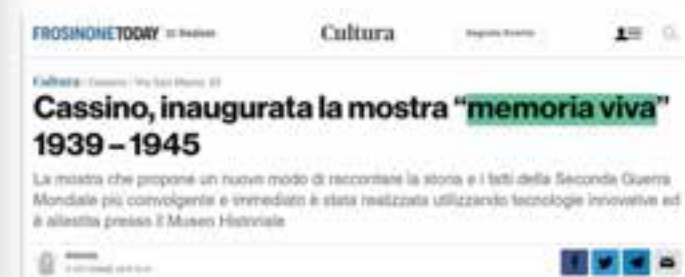 FROSINONETODAY
Cultura
Cultura
Cassino, inaugurata la mostra “memoria viva”
1939 – 1945
La mostra che propone un nuovo modo di raccontare la storia e i fatti della Seconda Guerra
Mondiale più coinvolgente e immediato è stata realizzata utilizzando tecnologie innovative ed
è allestita presso il Museo Historiale